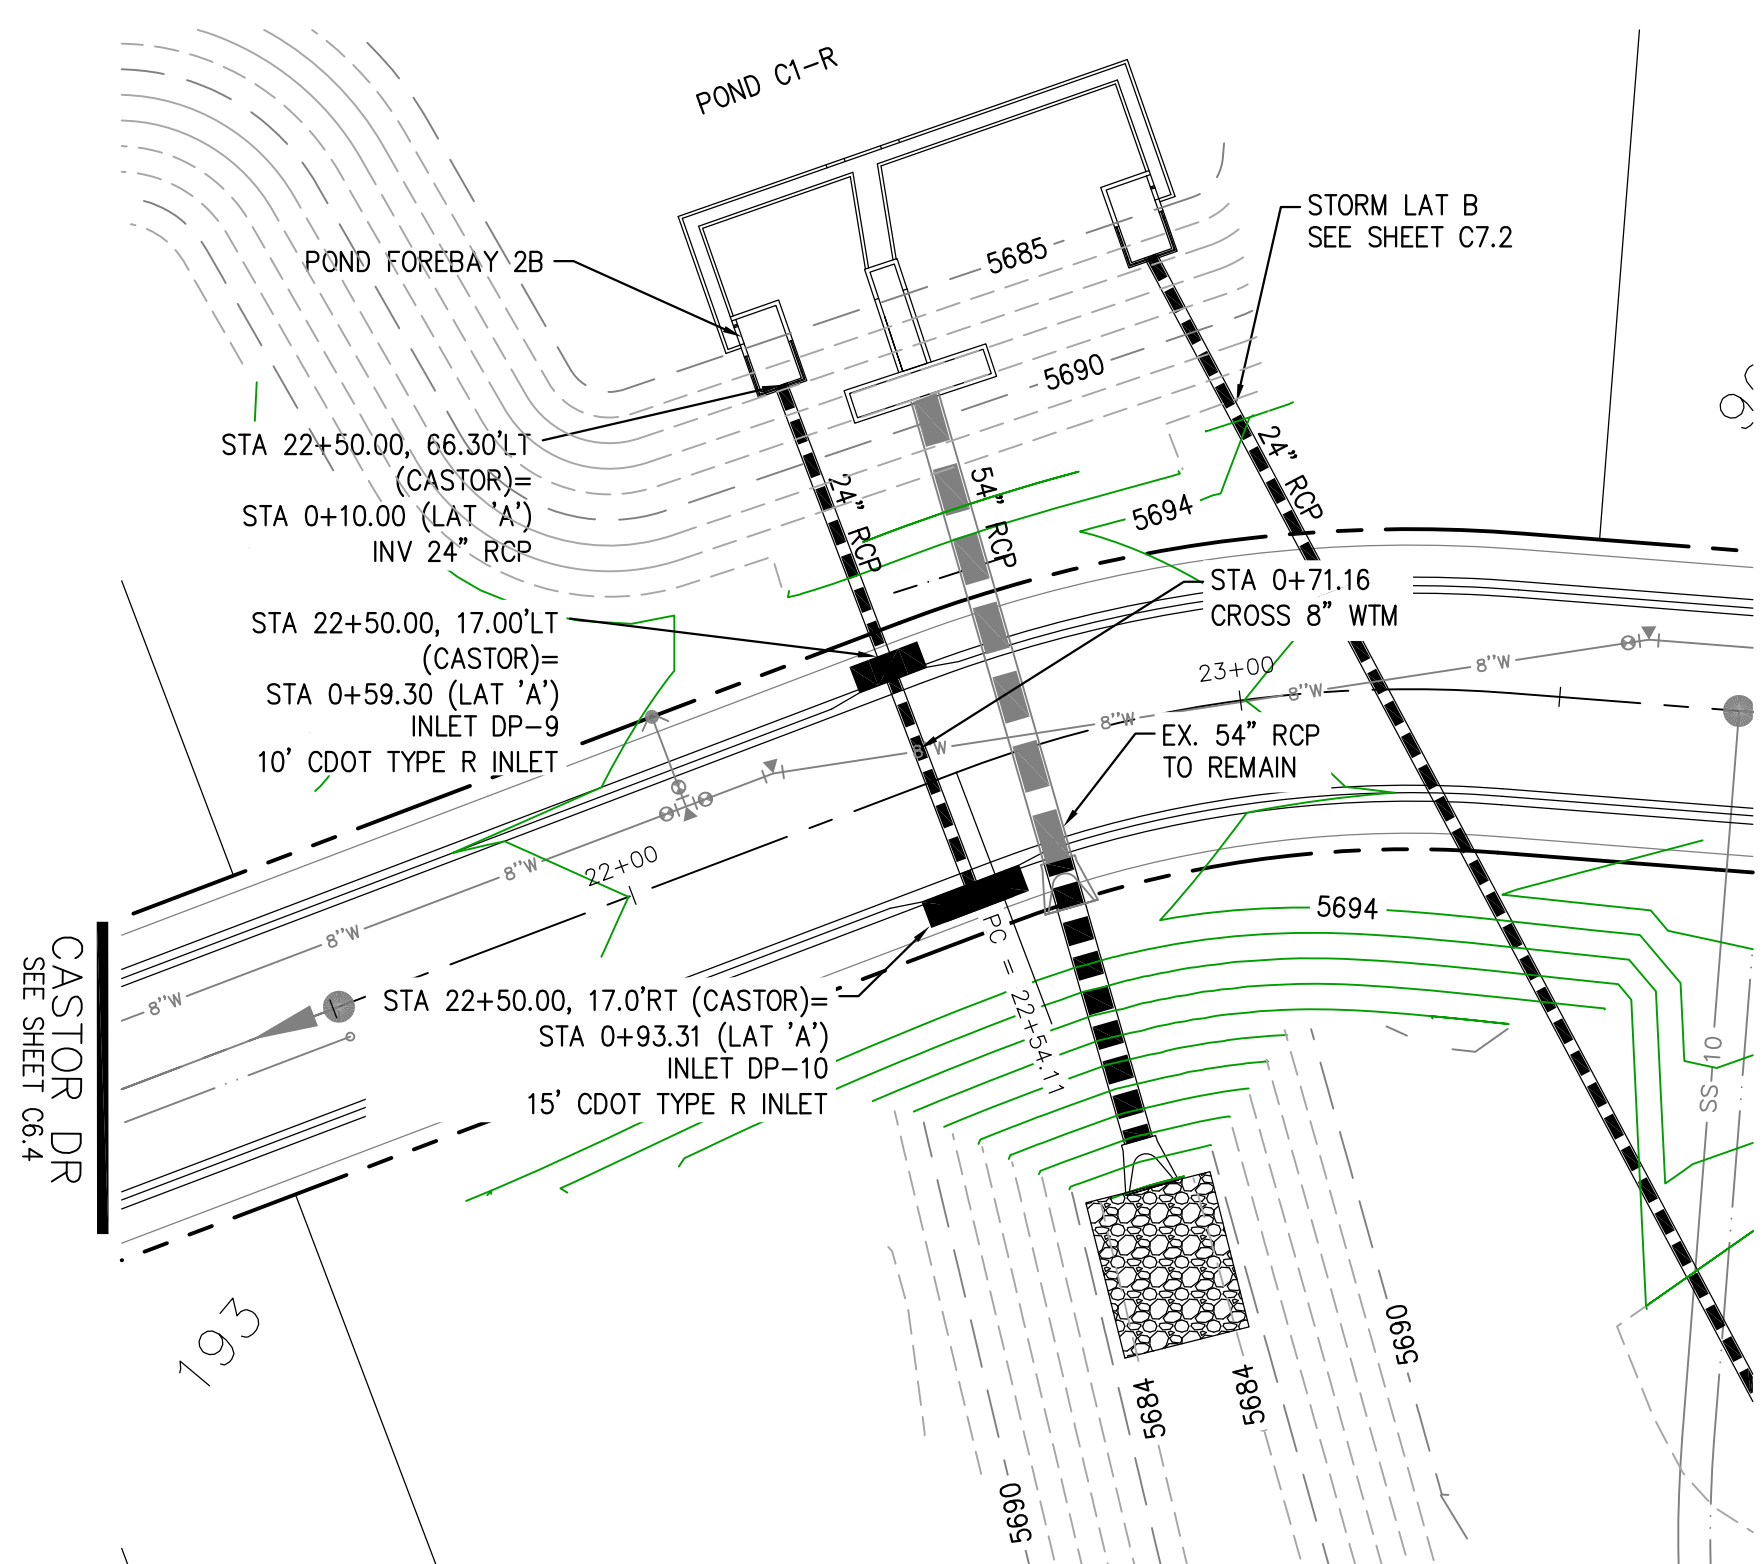 POND C1-R
STORM LAT B
SEE SHEET C7.2
POND FOREBAY 2B
5685
5690
STA 22+50.00, 66.30'LT
(CASTOR)=
STA 0+10.00 (LAT 'A')
INV 24" RCP
24" RCP
54" RCP
24" RCP
5694
STA 0+71.16
CROSS 8" WTM
STA 22+50.00, 17.00'LT
(CASTOR)=
STA 0+59.30 (LAT 'A')
INLET DP-9
10' CDOT TYPE R INLET
23+00
8"W
8"W
8"W
8"W
EX. 54" RCP
TO REMAIN
22+00
8"W
8"W
8"W
5694
PC = 22+54.11
STA 22+50.00, 17.0'RT (CASTOR)=
STA 0+93.31 (LAT 'A')
INLET DP-10
15' CDOT TYPE R INLET
CASTOR DR
SEE SHEET C6.4
SS-10
193
5690
5684
5684
5690